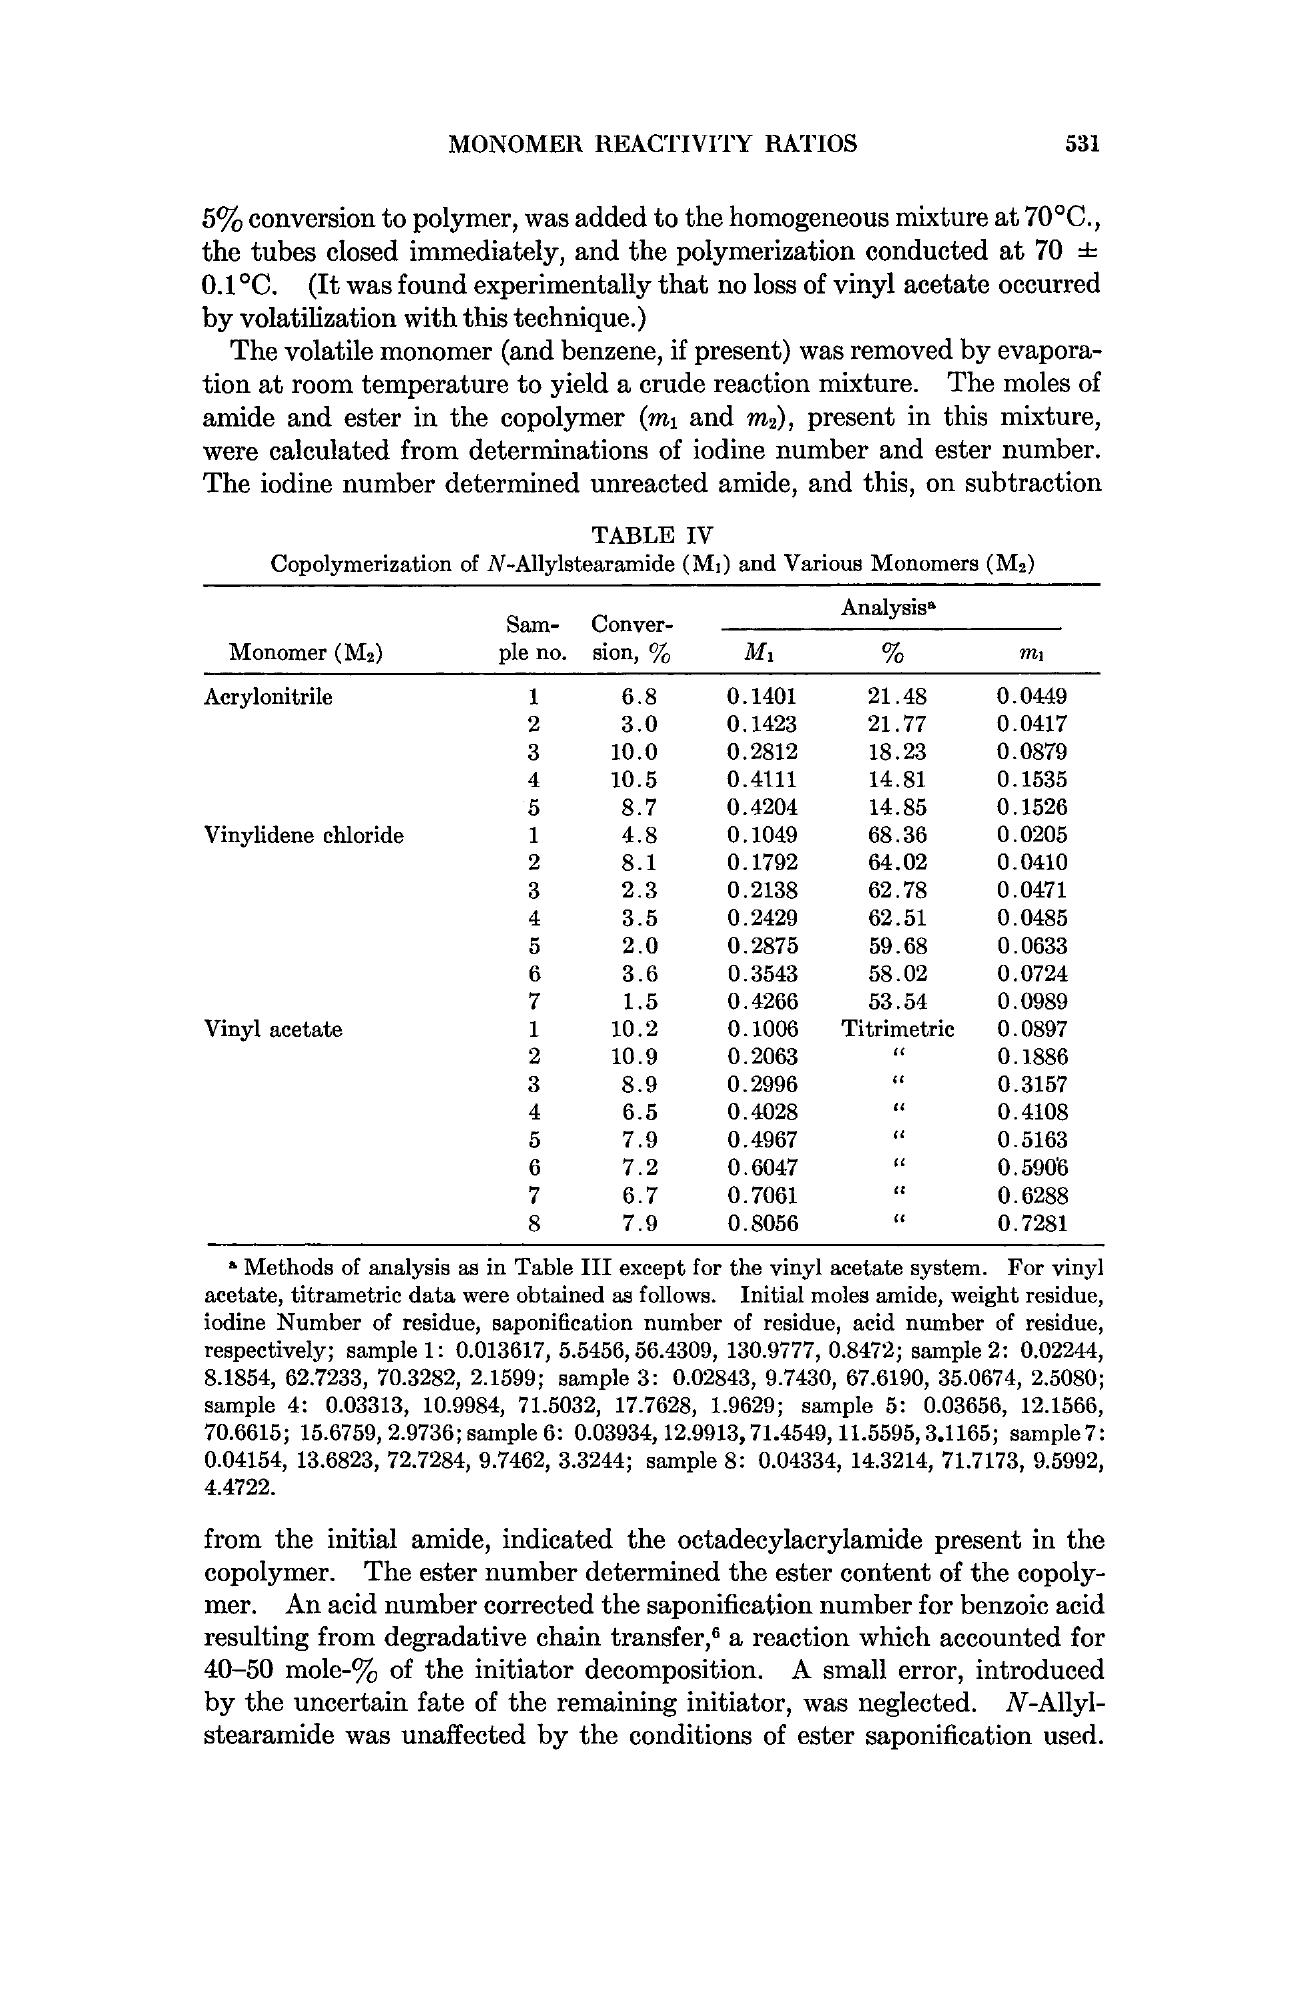 MONOMER REACTIVITY RATIOS 531
5% conversion to polymer, was added to the homogeneous mixture at 70°C.,
the tubes closed immediately, and the polymerization conducted at 70 ±
0.1°C. (It was found experimentally that no loss of vinyl acetate occurred
by volatilization with this technique.)
The volatile monomer (and benzene, if present) was removed by evapora-
tion at room temperature to yield a crude reaction mixture. The moles of
amide and ester in the copolymer (m₁ and m₂), present in this mixture,
were calculated from determinations of iodine number and ester number.
The iodine number determined unreacted amide, and this, on subtraction
TABLE IV
Copolymerization of N-Allylstearamide (M₁) and Various Monomers (M₂)
Analysisᵃ
Sam- Conver-
Monomer (M₂) ple no. sion, % M₁ % m₁
Acrylonitrile 1 6.8 0.1401 21.48 0.0449
2 3.0 0.1423 21.77 0.0417
3 10.0 0.2812 18.23 0.0879
4 10.5 0.4111 14.81 0.1535
5 8.7 0.4204 14.85 0.1526
Vinylidene chloride 1 4.8 0.1049 68.36 0.0205
2 8.1 0.1792 64.02 0.0410
3 2.3 0.2138 62.78 0.0471
4 3.5 0.2429 62.51 0.0485
5 2.0 0.2875 59.68 0.0633
6 3.6 0.3543 58.02 0.0724
7 1.5 0.4266 53.54 0.0989
Vinyl acetate 1 10.2 0.1006 Titrimetric 0.0897
2 10.9 0.2063 “ 0.1886
3 8.9 0.2996 “ 0.3157
4 6.5 0.4028 “ 0.4108
5 7.9 0.4967 “ 0.5163
6 7.2 0.6047 “ 0.5906
7 6.7 0.7061 “ 0.6288
8 7.9 0.8056 “ 0.7281
ᵃ Methods of analysis as in Table III except for the vinyl acetate system. For vinyl
acetate, titrametric data were obtained as follows. Initial moles amide, weight residue,
iodine Number of residue, saponification number of residue, acid number of residue,
respectively; sample 1: 0.013617, 5.5456, 56.4309, 130.9777, 0.8472; sample 2: 0.02244,
8.1854, 62.7233, 70.3282, 2.1599; sample 3: 0.02843, 9.7430, 67.6190, 35.0674, 2.5080;
sample 4: 0.03313, 10.9984, 71.5032, 17.7628, 1.9629; sample 5: 0.03656, 12.1566,
70.6615; 15.6759, 2.9736; sample 6: 0.03934, 12.9913, 71.4549, 11.5595, 3.1165; sample 7:
0.04154, 13.6823, 72.7284, 9.7462, 3.3244; sample 8: 0.04334, 14.3214, 71.7173, 9.5992,
4.4722.
from the initial amide, indicated the octadecylacrylamide present in the
copolymer. The ester number determined the ester content of the copoly-
mer. An acid number corrected the saponification number for benzoic acid
resulting from degradative chain transfer,⁶ a reaction which accounted for
40–50 mole-% of the initiator decomposition. A small error, introduced
by the uncertain fate of the remaining initiator, was neglected. N-Allyl-
stearamide was unaffected by the conditions of ester saponification used.